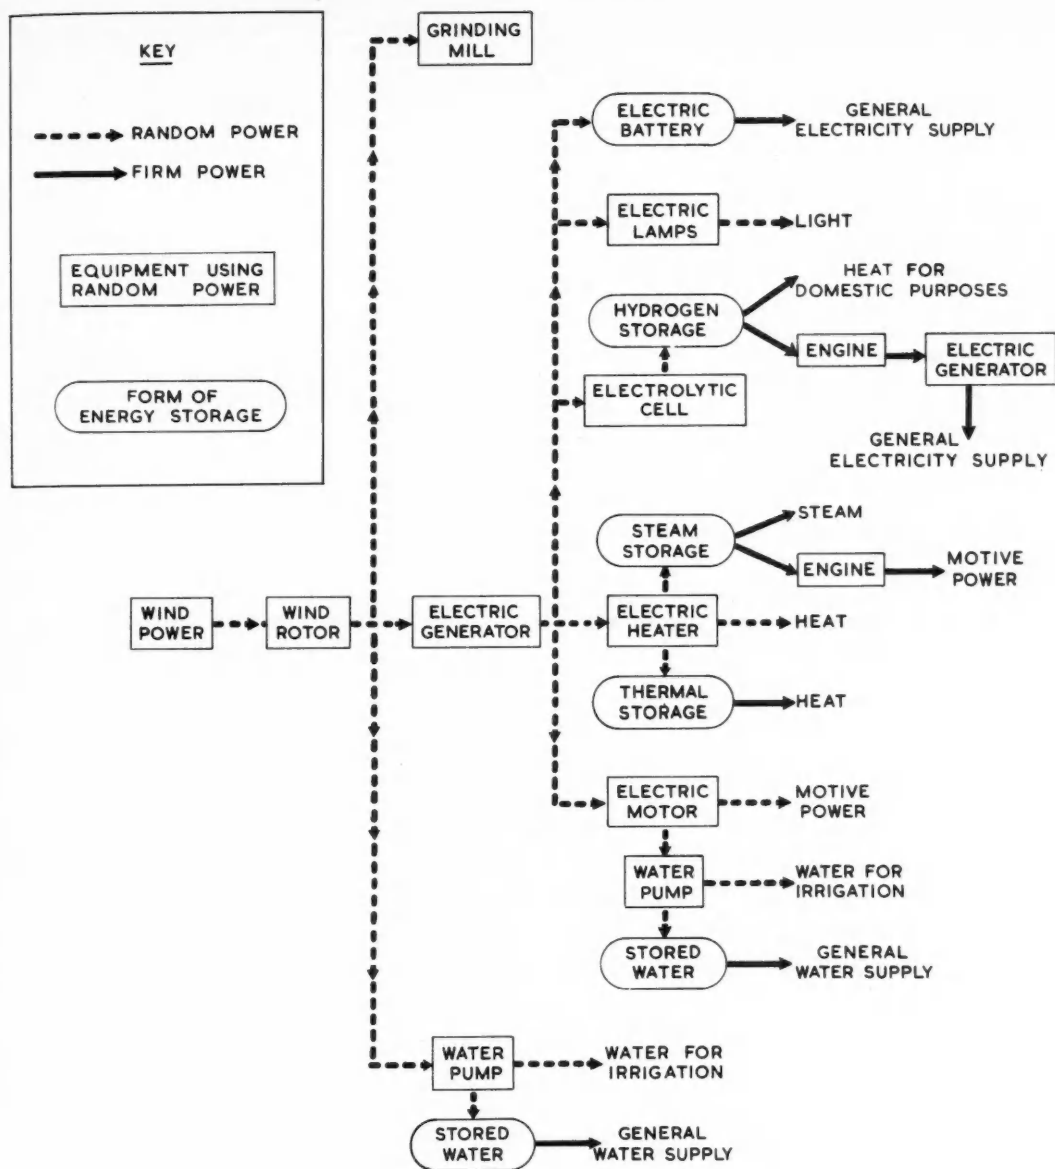 KEY
RANDOM POWER
FIRM POWER
EQUIPMENT USING
RANDOM POWER
FORM OF
ENERGY STORAGE
GRINDING
MILL
ELECTRIC
BATTERY
GENERAL
ELECTRICITY SUPPLY
ELECTRIC
LAMPS
LIGHT
HYDROGEN
STORAGE
HEAT FOR
DOMESTIC PURPOSES
ENGINE
ELECTRIC
GENERATOR
ELECTROLYTIC
CELL
GENERAL
ELECTRICITY SUPPLY
STEAM
STORAGE
STEAM
ENGINE
MOTIVE
POWER
WIND
POWER
WIND
ROTOR
ELECTRIC
GENERATOR
ELECTRIC
HEATER
HEAT
THERMAL
STORAGE
HEAT
ELECTRIC
MOTOR
MOTIVE
POWER
WATER
PUMP
WATER FOR
IRRIGATION
STORED
WATER
GENERAL
WATER SUPPLY
WATER
PUMP
WATER FOR
IRRIGATION
STORED
WATER
GENERAL
WATER SUPPLY